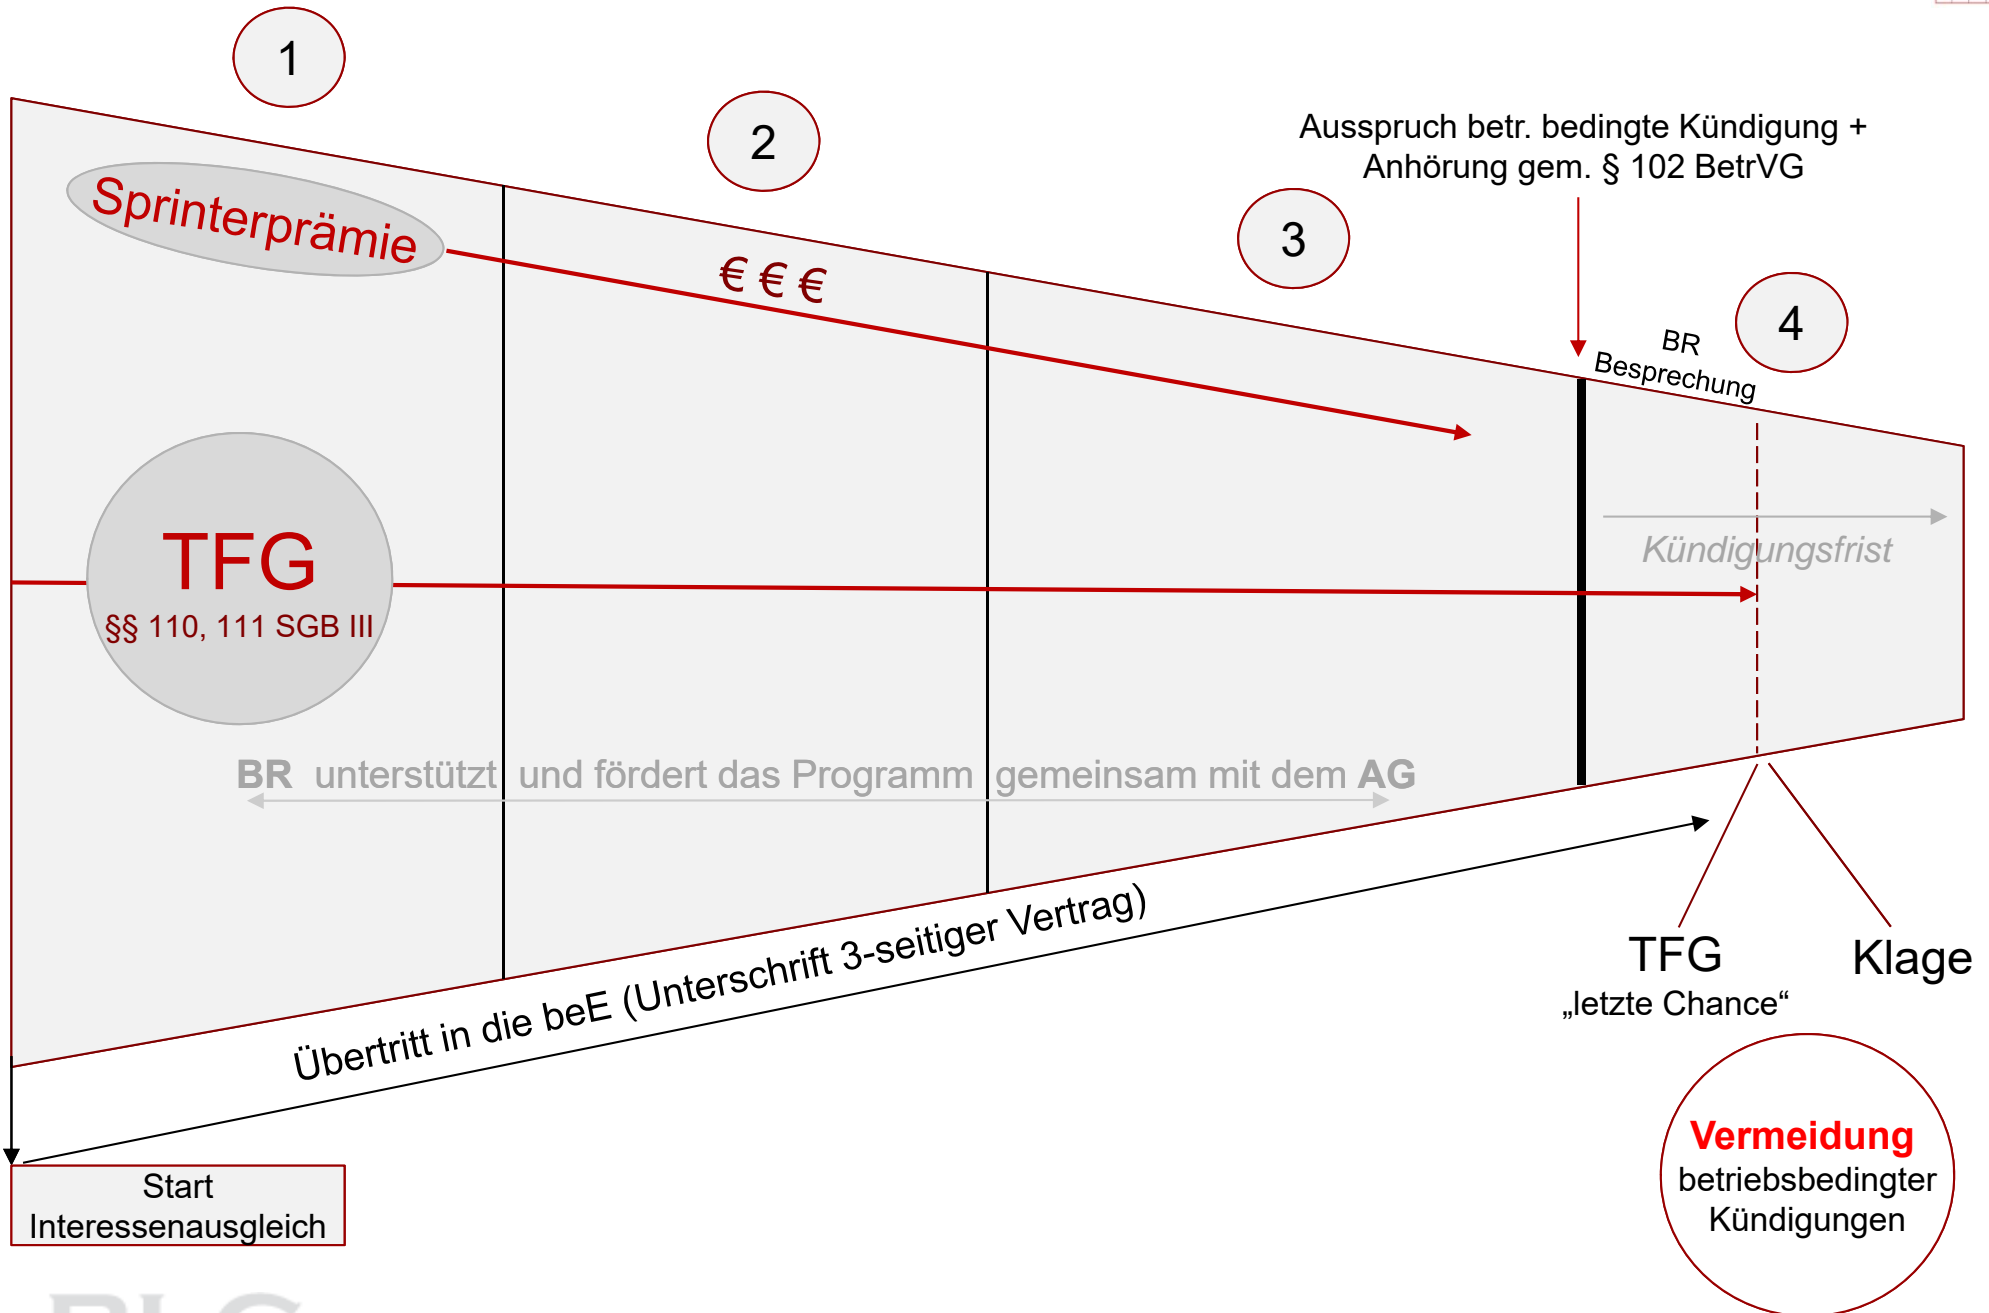 1
2
Ausspruch betr. bedingte Kündigung +
Anhörung gem. § 102 BetrVG
Sprinterprämie
€ € €
3
4
BR
Besprechung
TFG
§§ 110, 111 SGB III
Kündigungsfrist
BR unterstützt und fördert das Programm gemeinsam mit dem AG
Übertritt in die beE (Unterschrift 3-seitiger Vertrag)
TFG
„letzte Chance“
Klage
Vermeidung
betriebsbedingter
Kündigungen
Start
Interessenausgleich